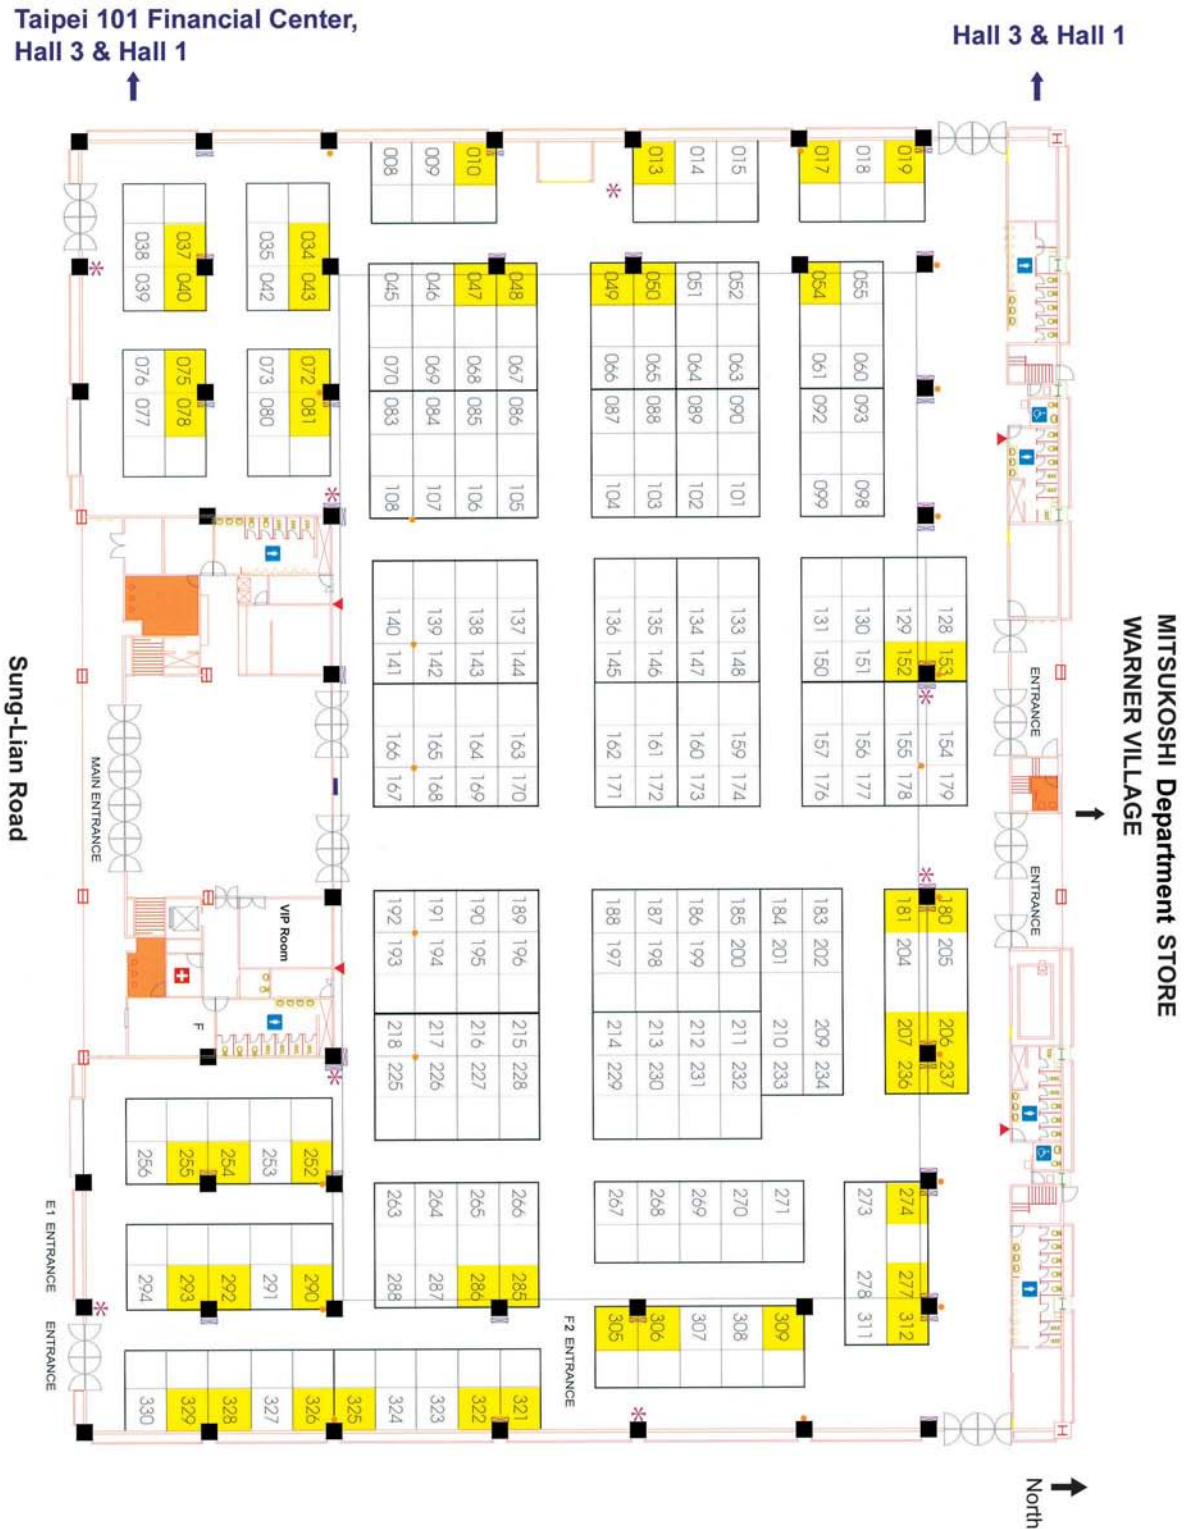 Taipei 101 Financial Center,
Hall 3 & Hall 1
Hall 3 & Hall 1
008 009 010 013 014 015 017 018 019
038 037 035 034
039 040 042 043
045 046 047 048 049 050 051 052 054 055
076 075 073 072
077 078 080 081
070 069 068 067 066 065 064 063 061 060
083 084 085 086 087 088 089 090 092 093
108 107 106 105 104 103 102 101 099 098
140 139 138 137 136 135 134 133 131 130 129 128
141 142 143 144 145 146 147 148 150 151 152 153
ENTRANCE
MITSUKOSHI Department STORE
WARNER VILLAGE
Sung-Lian Road
MAIN ENTRANCE
166 165 164 163 162 161 160 159 157 156 155 154
167 168 169 170 171 172 173 174 176 177 178 179
ENTRANCE
VIP Room
192 191 190 189 188 187 186 185 184 183 181 180
193 194 195 196 197 198 199 200 201 202 204 205
F
218 217 216 215 214 213 212 211 210 209 207 206
225 226 227 228 229 230 231 232 233 234 236 237
256 255 254 253 252
263 264 265 266 267 268 269 270 271 273 274
E1 ENTRANCE
294 293 292 291 290 288 287 286 285 278 277
F2 ENTRANCE
305 306 307 308 309 311 312
ENTRANCE
330 329 328 327 326 325 324 323 322 321
H
H
North